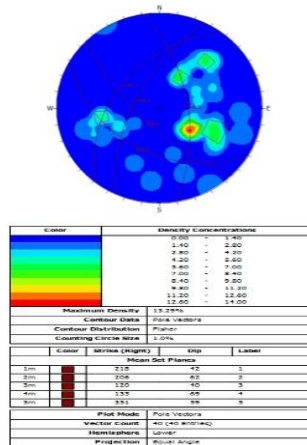 N
W
E
S
Color Density Concentrations
0.00 - 1.40
1.40 - 2.80
2.80 - 4.20
4.20 - 5.60
5.60 - 7.00
7.00 - 8.40
8.40 - 9.80
9.80 - 11.20
11.20 - 12.60
12.60 - 14.00
Maximum Density 13.29%
Contour Data Pole Vectors
Contour Distribution Fisher
Counting Circle Size 1.0%
Color Strike (Right) Dip Label
Mean Set Planes
1m 218 42 1
2m 206 62 2
3m 120 40 3
4m 135 69 4
5m 331 59 5
Plot Mode Pole Vectors
Vector Count 40 (40 Entries)
Hemisphere Lower
Projection Equal Angle